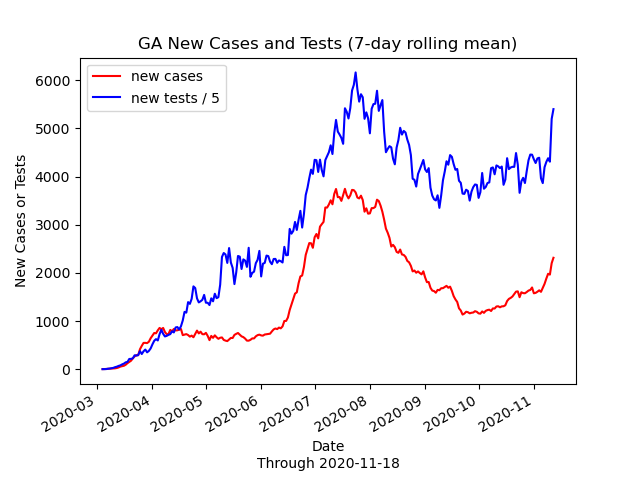 GA New Cases and Tests (7-day rolling mean)
new cases
new tests / 5
6000
5000
4000
3000
2000
1000
0
New Cases or Tests
2020-03
2020-04
2020-05
2020-06
2020-07
2020-08
2020-09
2020-10
2020-11
Date
Through 2020-11-18